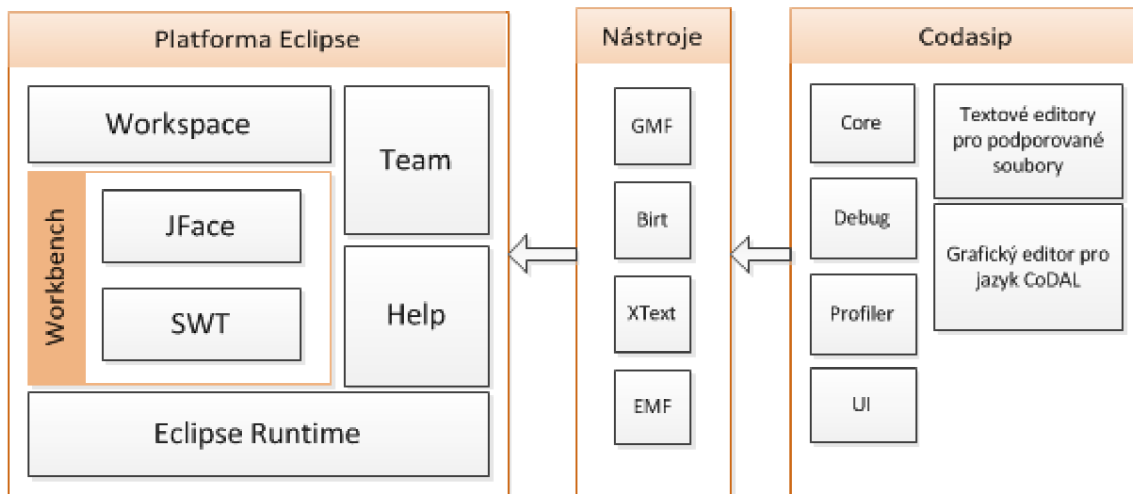 Platforma Eclipse
Workspace
Team
Workbench
JFace
SWT
Help
Eclipse Runtime
Nástroje
GMF
Birt
XText
EMF
Codasip
Core
Debug
Profiler
UI
Textové editory
pro podporované
soubory
Grafický editor pro
jazyk CoDAL